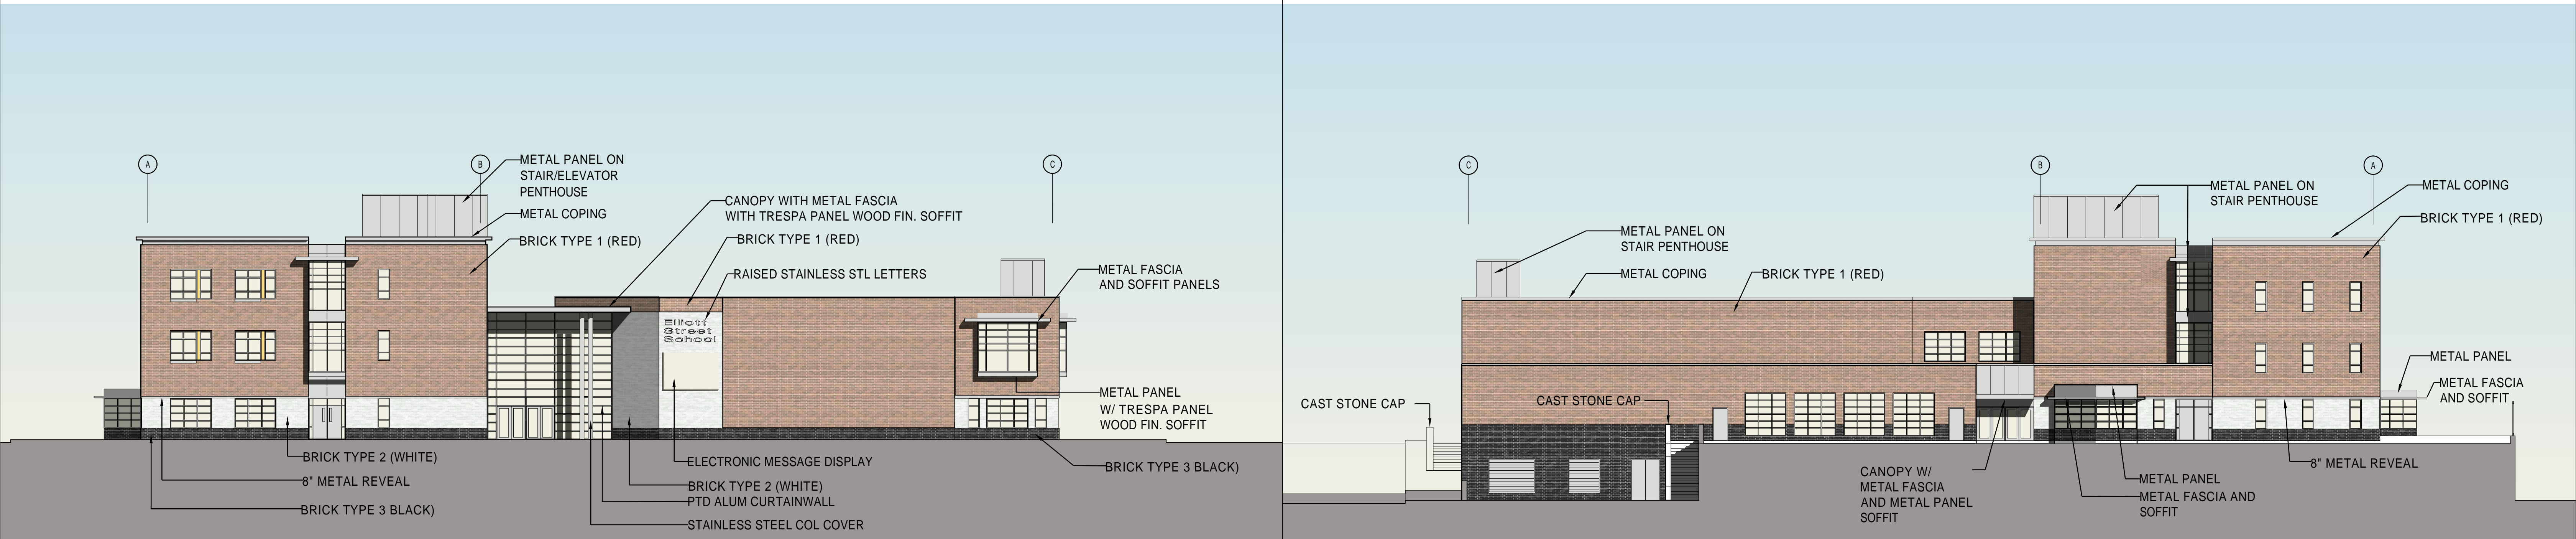 A
B
C
METAL PANEL ON
STAIR/ELEVATOR
PENTHOUSE
METAL COPING
BRICK TYPE 1 (RED)
CANOPY WITH METAL FASCIA
WITH TRESPA PANEL WOOD FIN. SOFFIT
BRICK TYPE 1 (RED)
RAISED STAINLESS STL LETTERS
METAL FASCIA
AND SOFFIT PANELS
Elliott
Street
School
METAL PANEL
W/ TRESPA PANEL
WOOD FIN. SOFFIT
BRICK TYPE 2 (WHITE)
8" METAL REVEAL
BRICK TYPE 3 BLACK)
ELECTRONIC MESSAGE DISPLAY
BRICK TYPE 2 (WHITE)
PTD ALUM CURTAINWALL
STAINLESS STEEL COL COVER
BRICK TYPE 3 BLACK)
C
B
A
METAL PANEL ON
STAIR PENTHOUSE
METAL COPING
BRICK TYPE 1 (RED)
METAL PANEL ON
STAIR PENTHOUSE
METAL COPING
BRICK TYPE 1 (RED)
METAL PANEL
METAL FASCIA
AND SOFFIT
CAST STONE CAP
CAST STONE CAP
CANOPY W/
METAL FASCIA
AND METAL PANEL
SOFFIT
METAL PANEL
METAL FASCIA AND
SOFFIT
8" METAL REVEAL